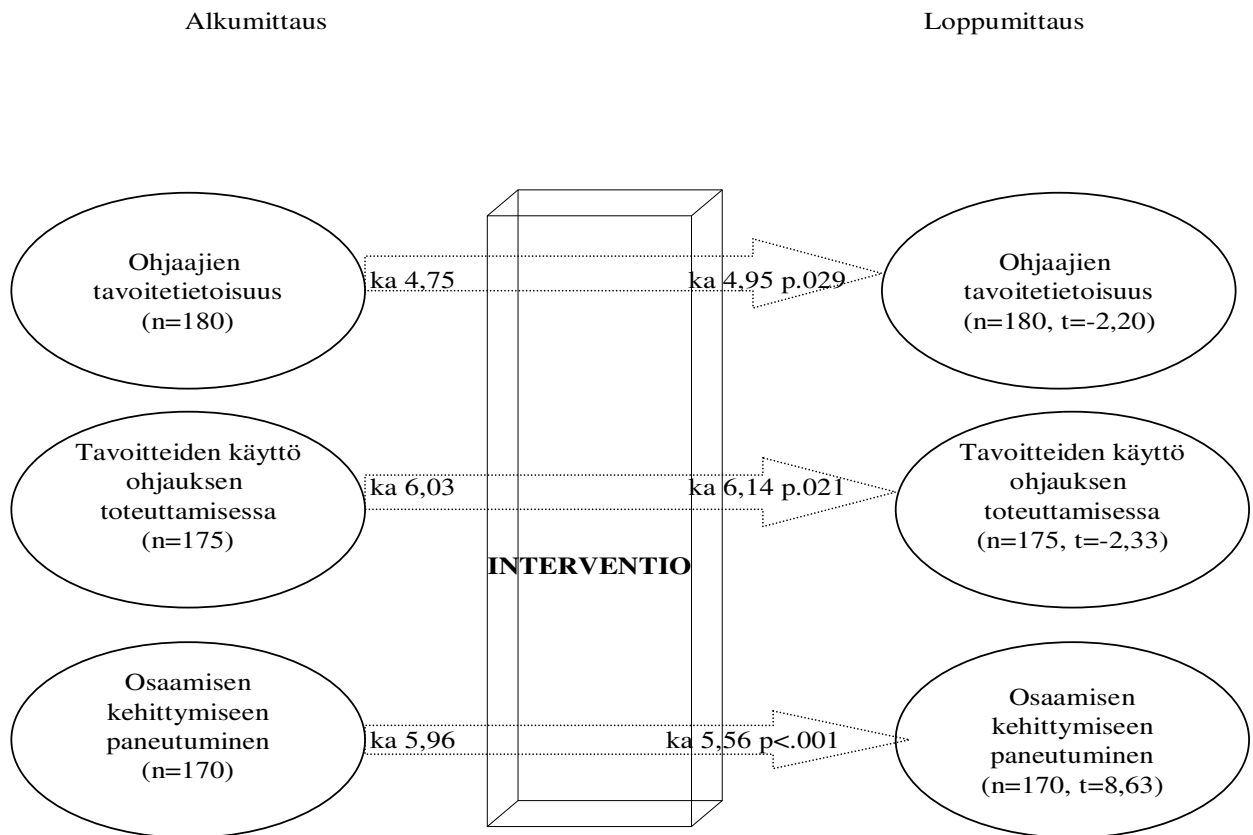 Alkumittaus
Loppumittaus
Ohjaajien
tavoitetietoisuus
(n=180)
ka 4,75
ka 4,95 p.029
Ohjaajien
tavoitetietoisuus
(n=180, t=-2,20)
Tavoitteiden käyttö
ohjauksen
toteuttamisessa
(n=175)
ka 6,03
ka 6,14 p.021
Tavoitteiden käyttö
ohjauksen
toteuttamisessa
(n=175, t=-2,33)
INTERVENTIO
Osaamisen
kehittymiseen
paneutuminen
(n=170)
ka 5,96
ka 5,56 p<.001
Osaamisen
kehittymiseen
paneutuminen
(n=170, t=8,63)